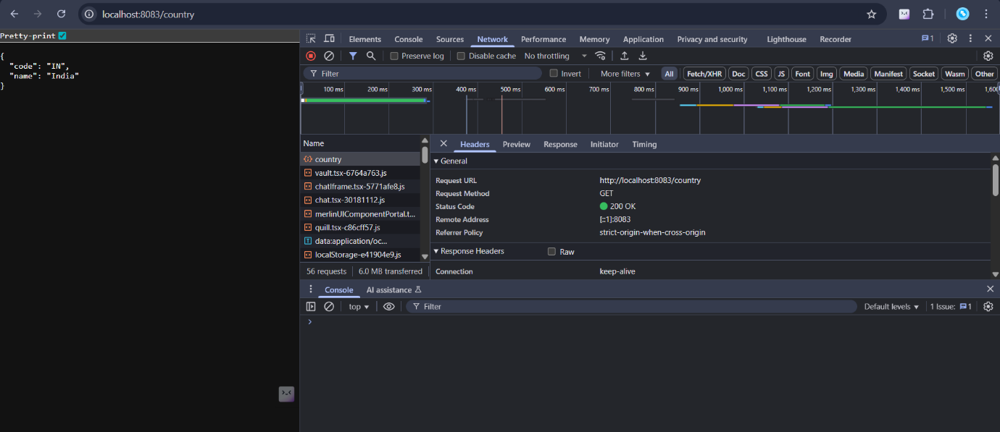 localhost:8083/country
Pretty-print
{
"code": "IN",
"name": "India"
}
Elements Console Sources Network Performance Memory Application Privacy and security Lighthouse Recorder 1
Preserve log Disable cache No throttling
Filter Invert More filters All Fetch/XHR Doc CSS JS Font Img Media Manifest Socket Wasm Other
100 ms 200 ms 300 ms 400 ms 500 ms 600 ms 700 ms 800 ms 900 ms 1,000 ms 1,100 ms 1,200 ms 1,300 ms 1,400 ms 1,500 ms
Name
country
vault.tsx-6764a763.js
chatIframe.tsx-5771afe8.js
chat.tsx-30181112.js
merlinUIComponentPortal.t...
quill.tsx-c86cff57.js
data:application/oc...
localStorage-e41904e9.js
56 requests 6.0 MB transferred
Headers Preview Response Initiator Timing
General
Request URL http://localhost:8083/country
Request Method GET
Status Code 200 OK
Remote Address [::1]:8083
Referrer Policy strict-origin-when-cross-origin
Response Headers Raw
Connection keep-alive
Console AI assistance
top Filter Default levels 1 Issue: 1